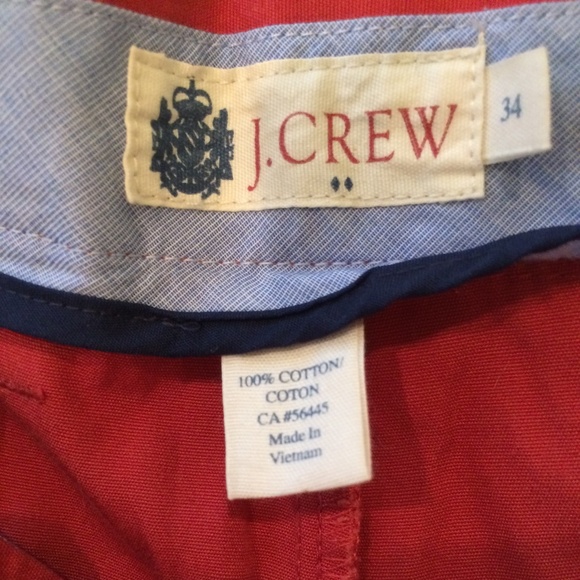 J.CREW
34
100% COTTON/
COTON
CA #56445
Made In
Vietnam